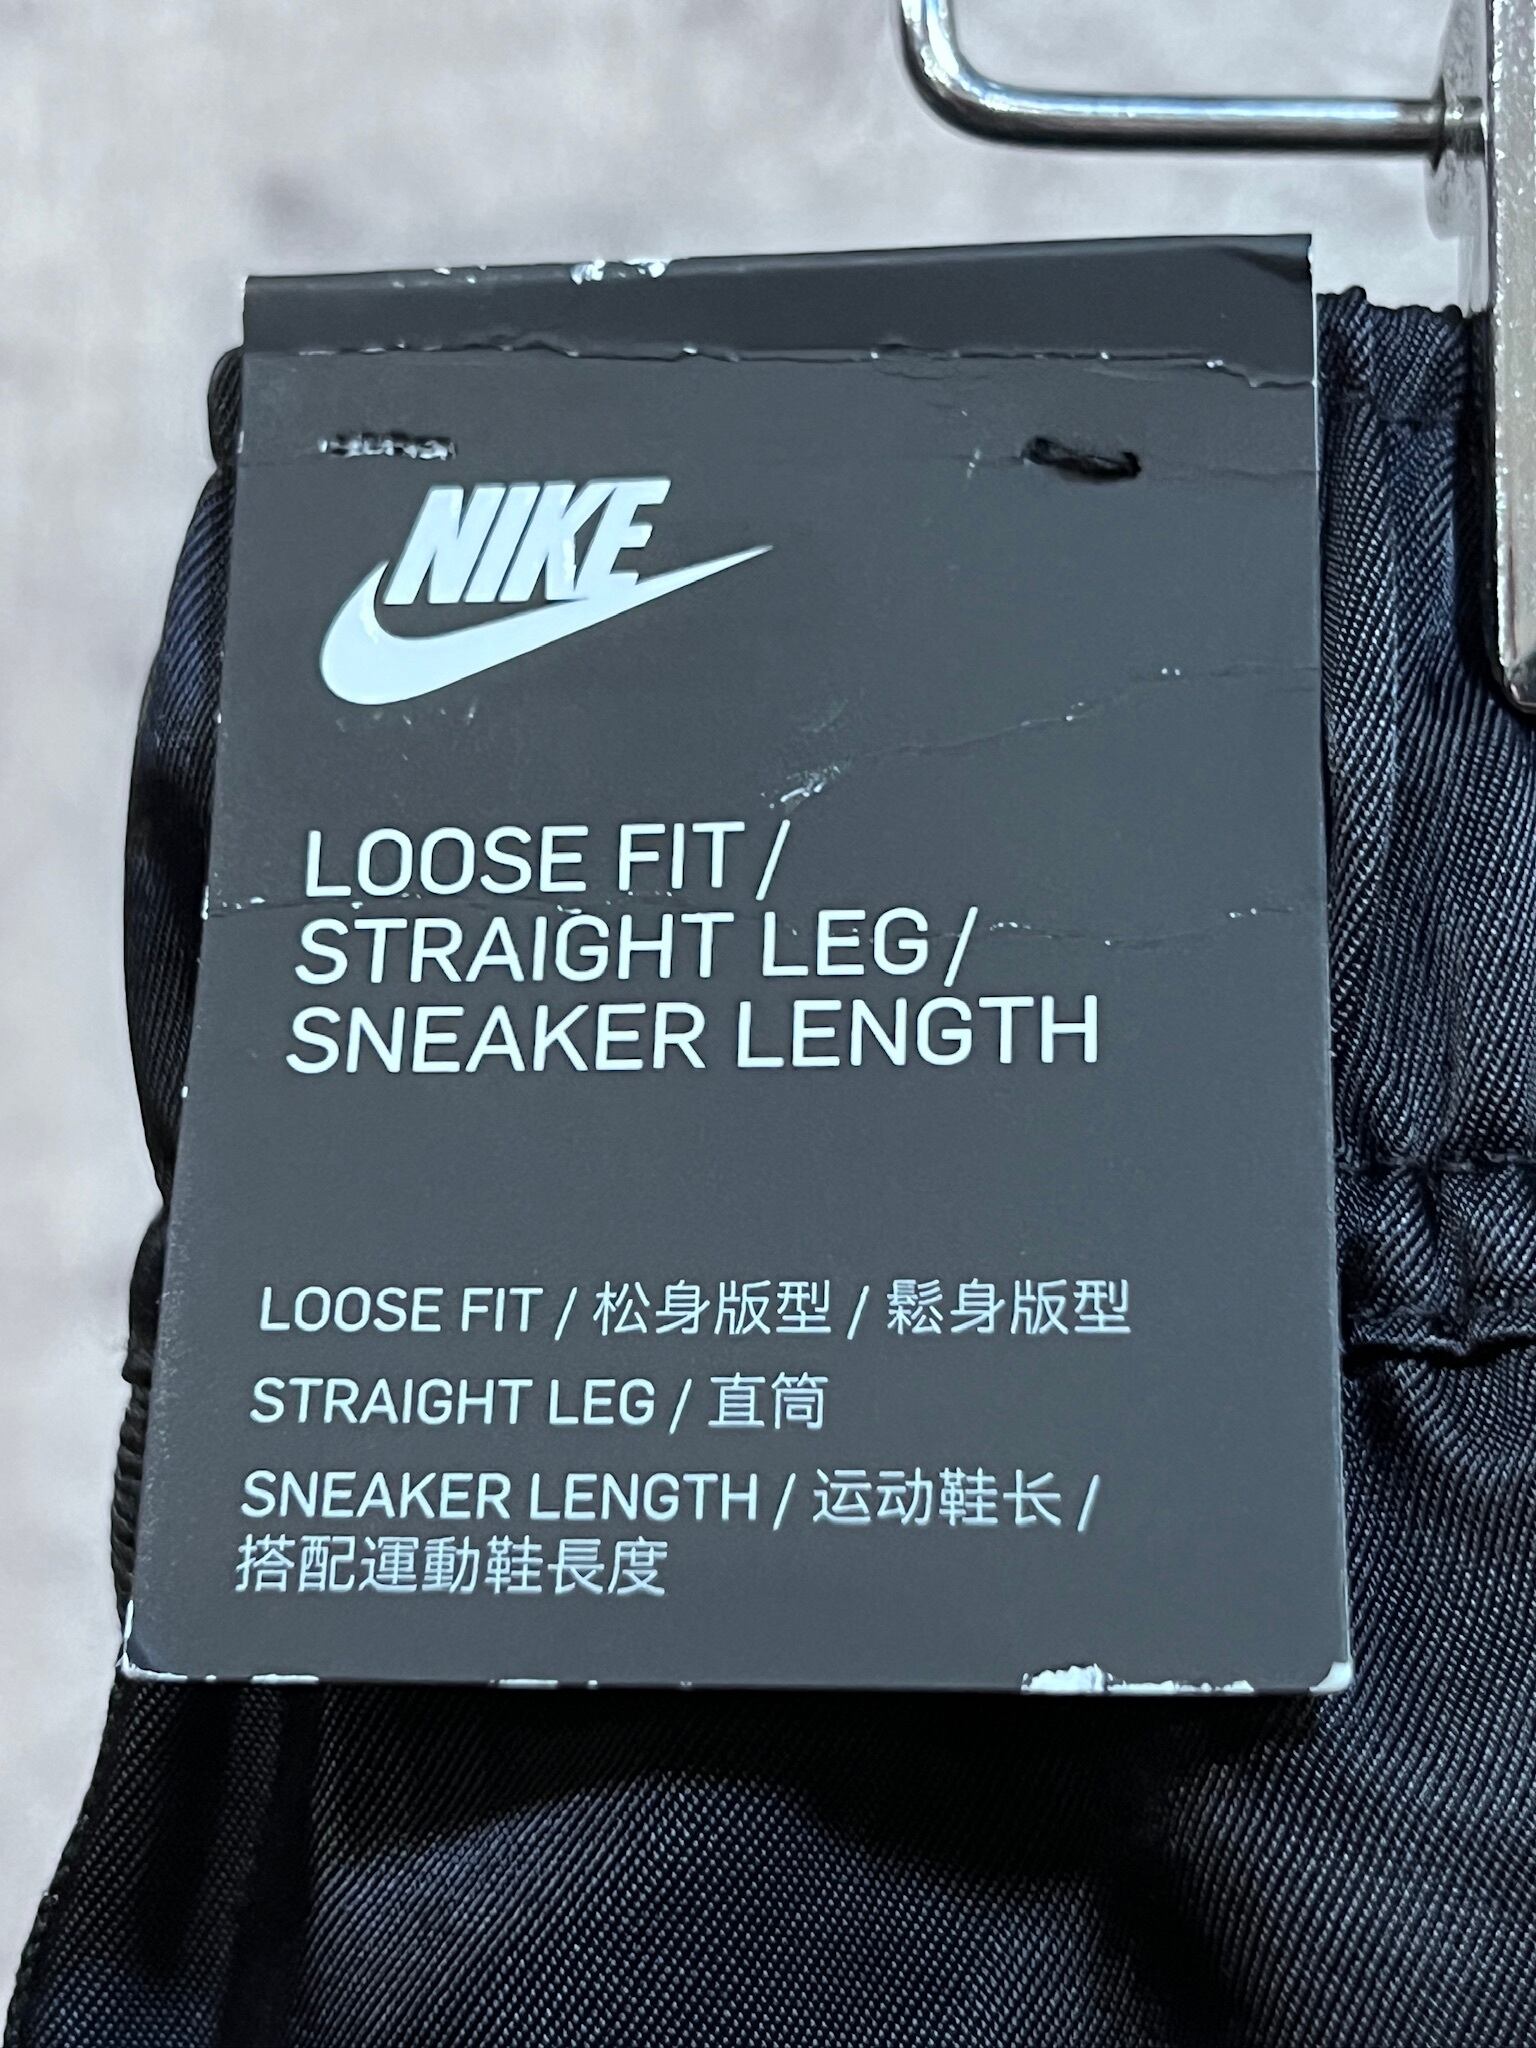 NIKE
LOOSE FIT /
STRAIGHT LEG /
SNEAKER LENGTH
LOOSE FIT / 松身版型 / 鬆身版型
STRAIGHT LEG / 直筒
SNEAKER LENGTH / 运动鞋长 /
搭配運動鞋長度